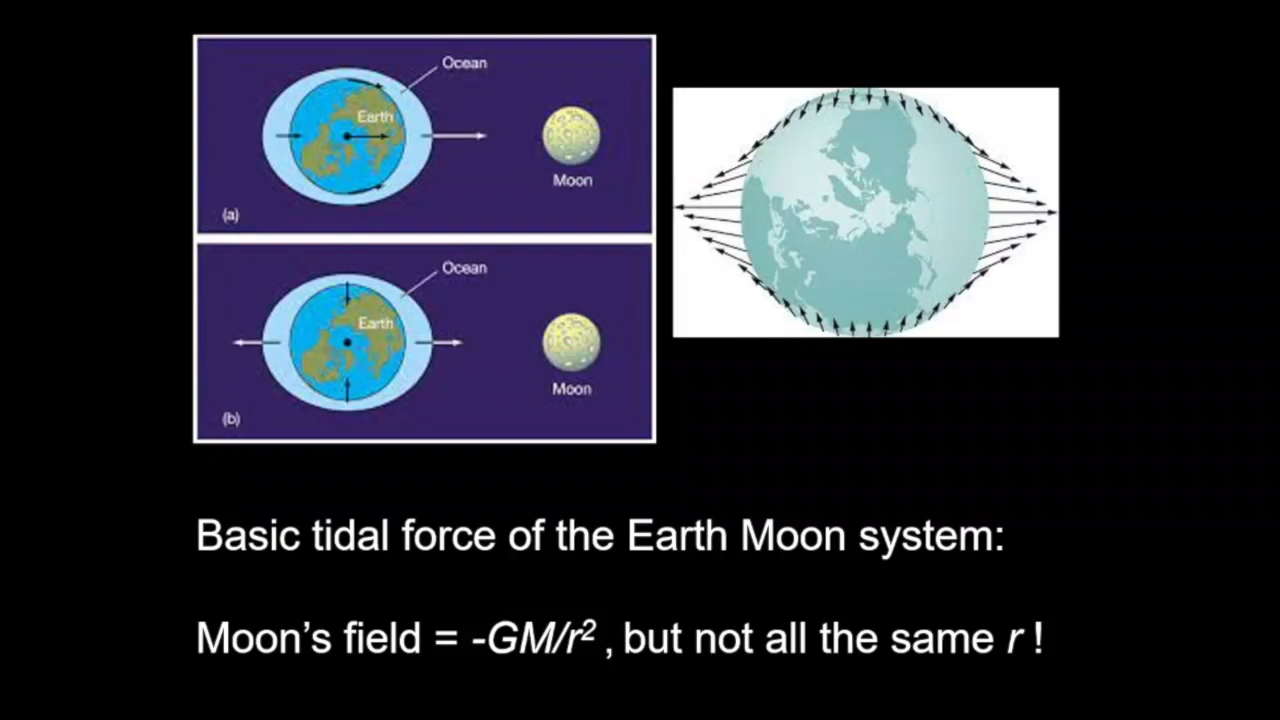 Ocean
Earth
Moon
(a)
Ocean
Earth
Moon
(b)
Basic tidal force of the Earth Moon system:
Moon’s field = -GM/r² , but not all the same r !